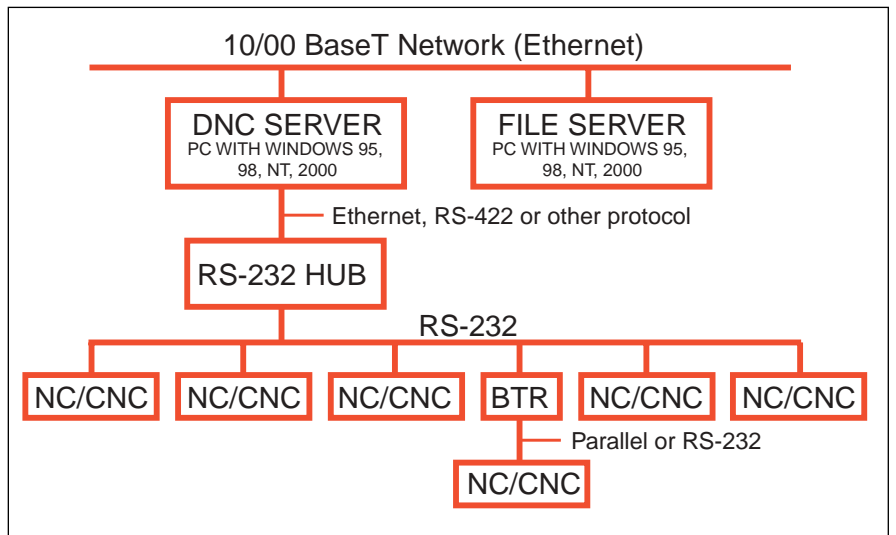 10/00 BaseT Network (Ethernet)
DNC SERVER
PC WITH WINDOWS 95,
98, NT, 2000
FILE SERVER
PC WITH WINDOWS 95,
98, NT, 2000
Ethernet, RS-422 or other protocol
RS-232 HUB
RS-232
NC/CNC
NC/CNC
NC/CNC
BTR
NC/CNC
NC/CNC
Parallel or RS-232
NC/CNC